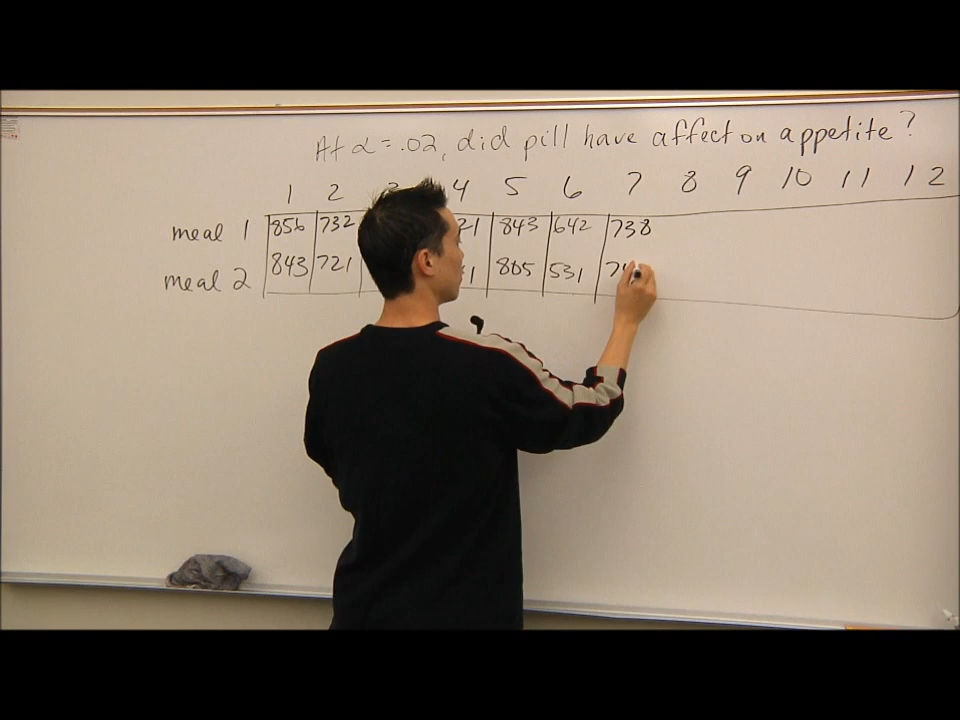 At α = .02, did pill have affect on appetite?
1 2 4 5 6 7 8 9 10 11 12
meal 1 856 732 843 642 738
meal 2 843 721 805 531